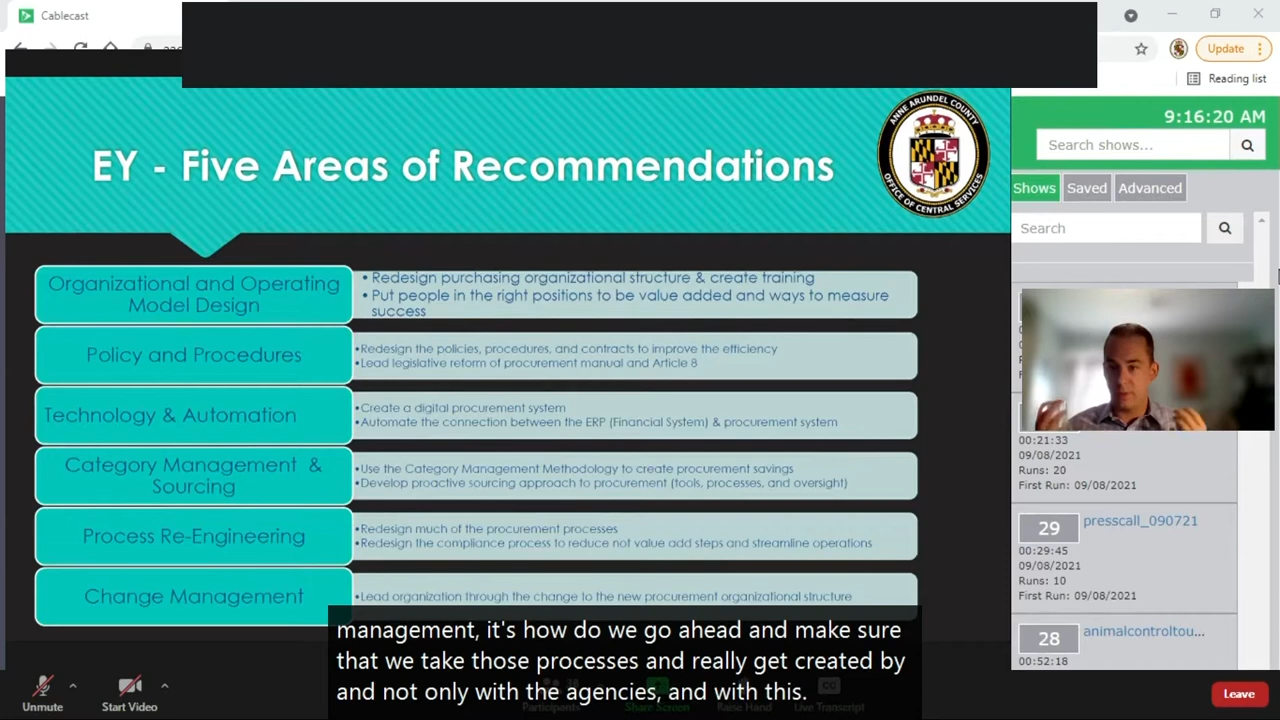 Cablecast
Update
Reading list
9:16:20 AM
Search shows...
Shows
Saved
Advanced
Search
ANNE ARUNDEL COUNTY
OFFICE OF CENTRAL SERVICES
EY - Five Areas of Recommendations
Organizational and Operating
Model Design
• Redesign purchasing organizational structure & create training
• Put people in the right positions to be value added and ways to measure
success
Policy and Procedures
•Redesign the policies, procedures, and contracts to improve the efficiency
•Lead legislative reform of procurement manual and Article 8
Technology & Automation
•Create a digital procurement system
•Automate the connection between the ERP (Financial System) & procurement system
Category Management &
Sourcing
•Use the Category Management Methodology to create procurement savings
•Develop proactive sourcing approach to procurement (tools, processes, and oversight)
Process Re-Engineering
•Redesign much of the procurement processes
•Redesign the compliance process to reduce not value add steps and streamline operations
Change Management
•Lead organization through the change to the new procurement organizational structure
management, it's how do we go ahead and make sure
that we take those processes and really get created by
and not only with the agencies, and with this.
00:21:33
09/08/2021
Runs: 20
First Run: 09/08/2021
29
presscall_090721
00:29:45
09/08/2021
Runs: 10
First Run: 09/08/2021
28
animalcontroltou...
00:52:18
Unmute
Start Video
Participants
Share Screen
Raise Hand
CC
Live Transcript
Leave